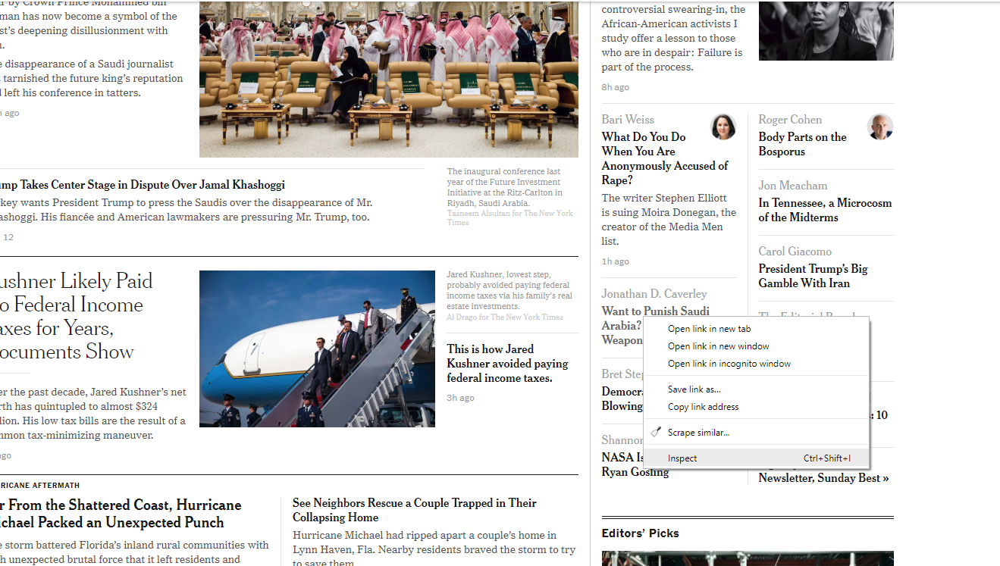 man has now become a symbol of the
st's deepening disillusionment with
disappearance of a Saudi journalist
tarnished the future king's reputation
left his conference in tatters.
ago
ump Takes Center Stage in Dispute Over Jamal Khashoggi
key wants President Trump to press the Saudis over the disappearance of Mr.
ashoggi. His fiancée and American lawmakers are pressuring Mr. Trump, too.
12
The inaugural conference last
year of the Future Investment
Initiative at the Ritz-Carlton in
Riyadh, Saudi Arabia.
Tasneem Alsultan for The New York
Times
ushner Likely Paid
o Federal Income
axes for Years,
ocuments Show
er the past decade, Jared Kushner's net
rth has quintupled to almost $324
lion. His low tax bills are the result of a
mmon tax-minimizing maneuver.
ago
Jared Kushner, lowest step,
probably avoided paying federal
income taxes via his family's real
estate investments.
Al Drago for The New York Times
This is how Jared
Kushner avoided paying
federal income taxes.
3h ago
RICANE AFTERMATH
r From the Shattered Coast, Hurricane
ichael Packed an Unexpected Punch
e storm battered Florida's inland rural communities with
h unexpected brutal force that it left residents and
See Neighbors Rescue a Couple Trapped in Their
Collapsing Home
Hurricane Michael had ripped apart a couple's home in
Lynn Haven, Fla. Nearby residents braved the storm to try
to save them.
controversial swearing-in, the
African-American activists I
study offer a lesson to those
who are in despair: Failure is
part of the process.
8h ago
Bari Weiss
What Do You Do
When You Are
Anonymously Accused of
Rape?
The writer Stephen Elliott
is suing Moira Donegan, the
creator of the Media Men
list.
1h ago
Jonathan D. Caverley
Want to Punish Saudi
Arabia?
Weapon
Bret Step
Democra
Blowing
Shannon
NASA Is
Ryan Gosling
Roger Cohen
Body Parts on the
Bosporus
Jon Meacham
In Tennessee, a Microcosm
of the Midterms
Carol Giacomo
President Trump's Big
Gamble With Iran
The Editorial Board
: 10
Newsletter, Sunday Best »
Open link in new tab
Open link in new window
Open link in incognito window
Save link as...
Copy link address
Scrape similar...
Inspect Ctrl+Shift+I
Editors' Picks